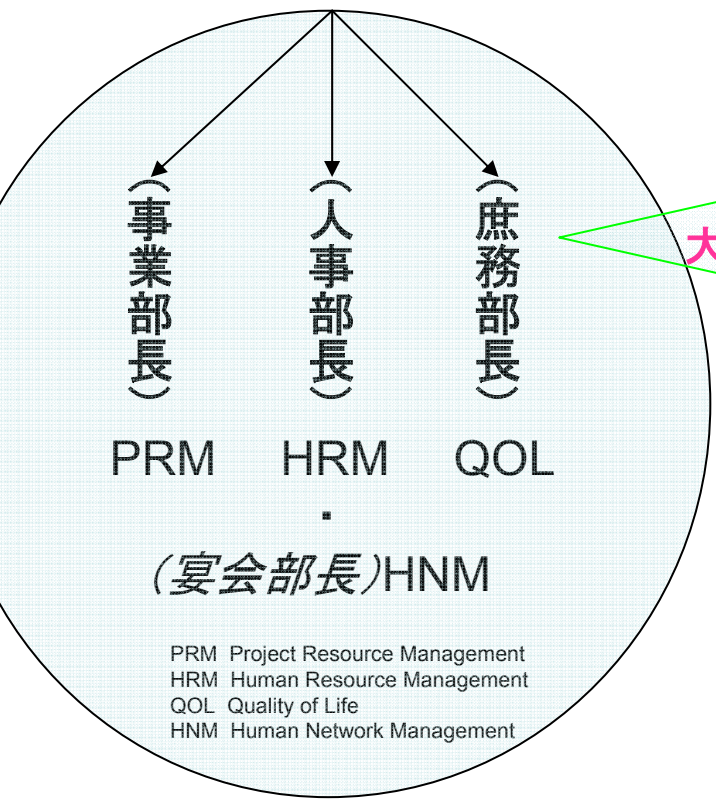 (事業部長)
(人事部長)
(庶務部長)
大
PRM HRM QOL
・
(宴会部長)HNM
PRM Project Resource Management
HRM Human Resource Management
QOL Quality of Life
HNM Human Network Management